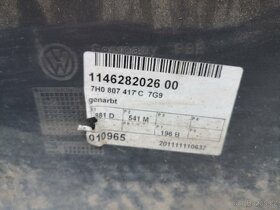 1146282026 00
7H0 807 417 C 7G9
genarbt
541 M
010965
196 B
201111110637